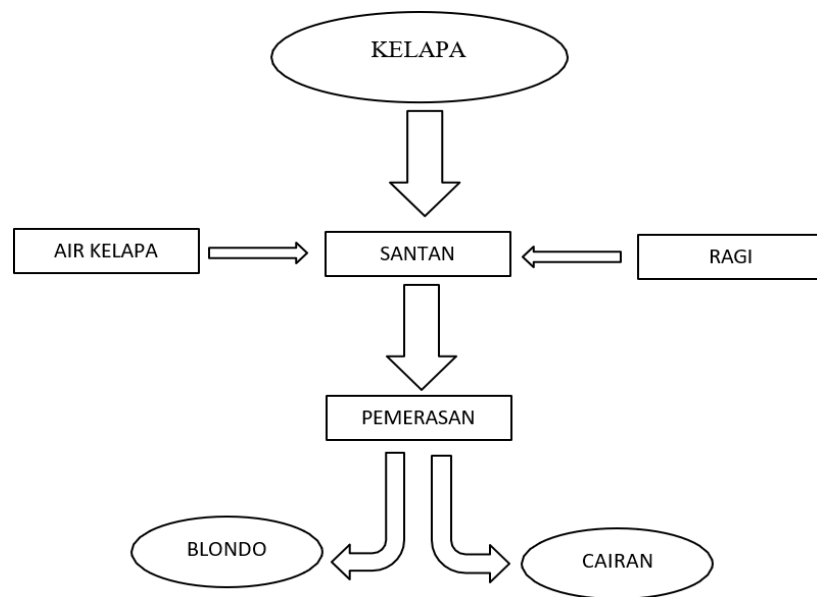 KELAPA
AIR KELAPA
SANTAN
RAGI
PEMERASAN
BLONDO
CAIRAN